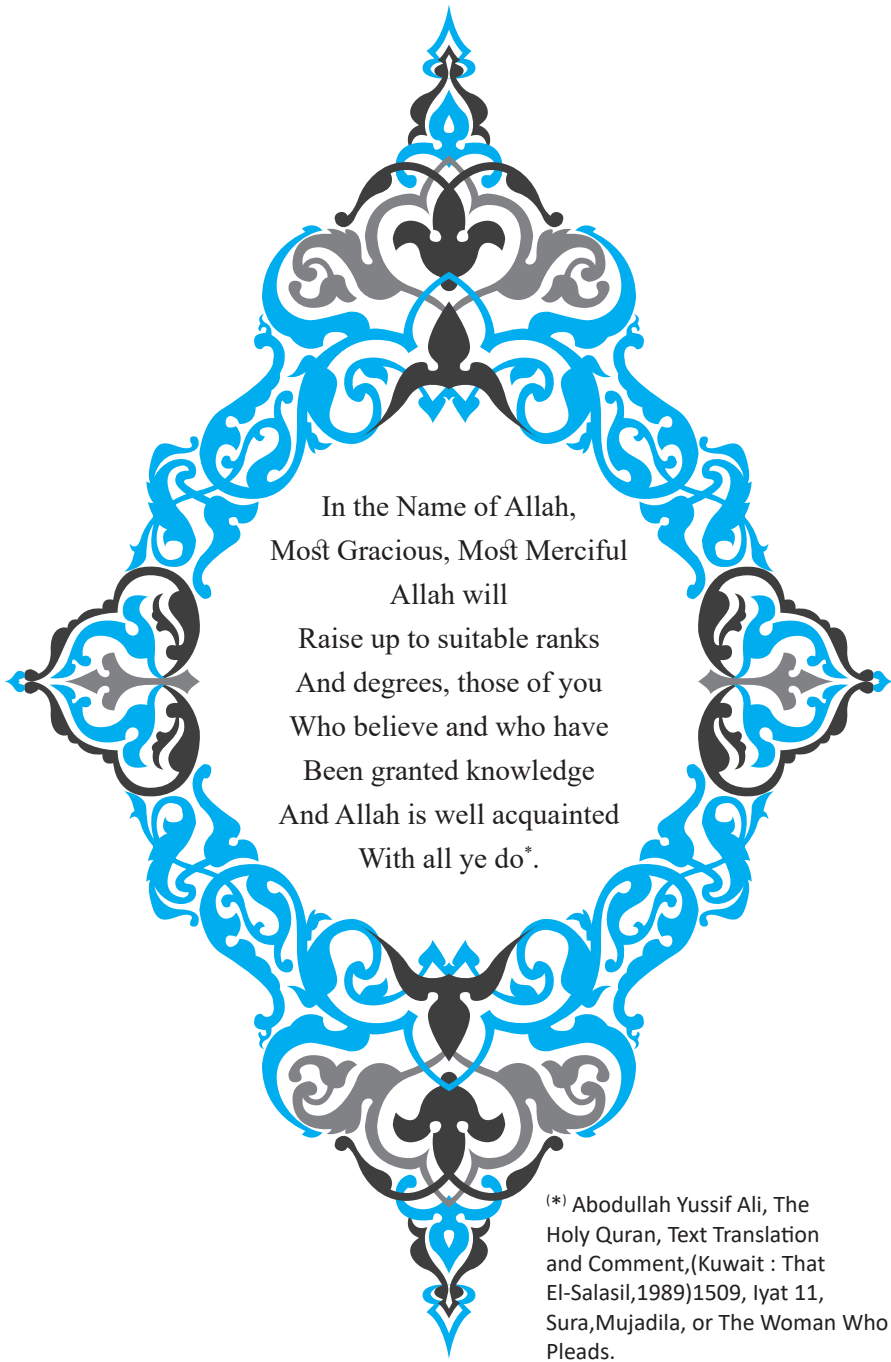 In the Name of Allah,
Most Gracious, Most Merciful
Allah will
Raise up to suitable ranks
And degrees, those of you
Who believe and who have
Been granted knowledge
And Allah is well acquainted
With all ye do*.
(*) Abodullah Yussif Ali, The
Holy Quran, Text Translation
and Comment,(Kuwait : That
El-Salasil,1989)1509, Iyat 11,
Sura,Mujadila, or The Woman Who
Pleads.